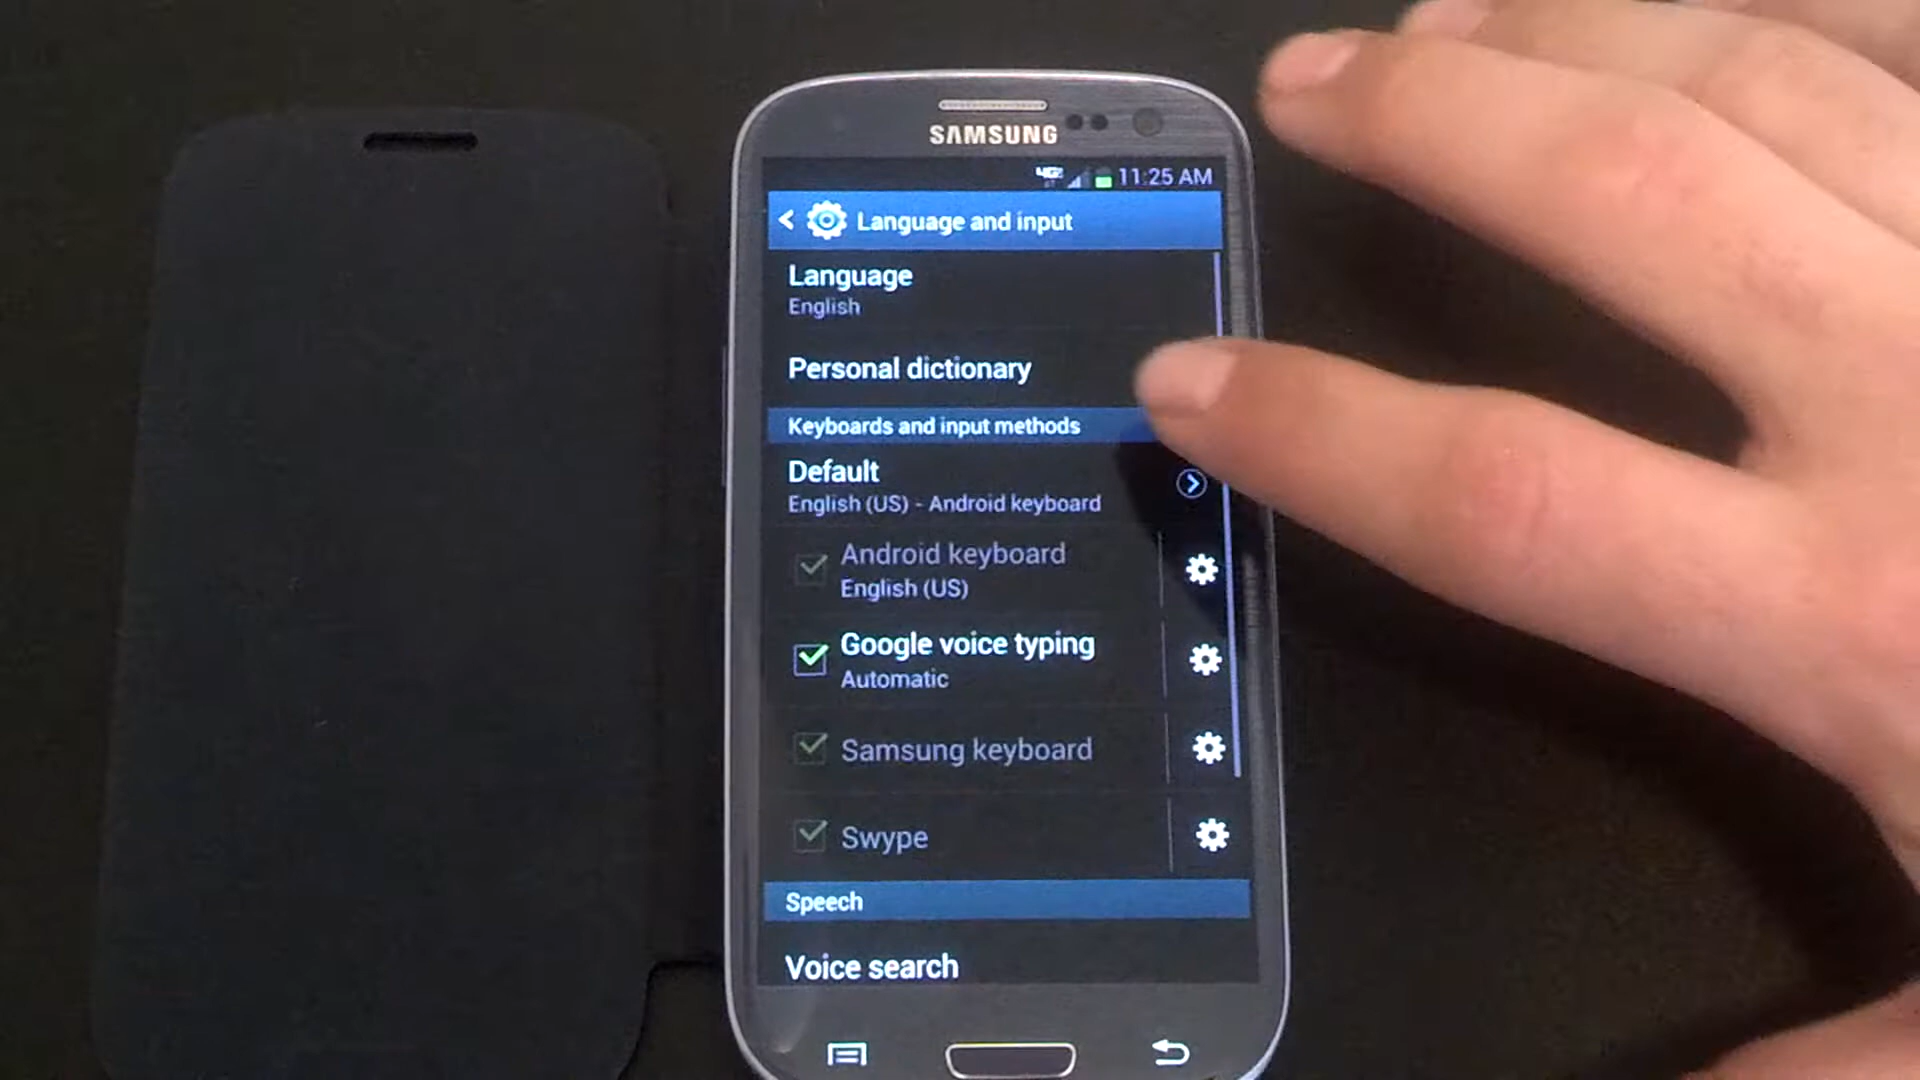 SAMSUNG
4G 11:25 AM
Language and input
Language
English
Personal dictionary
Keyboards and input methods
Default
English (US) - Android keyboard
Android keyboard
English (US)
Google voice typing
Automatic
Samsung keyboard
Swype
Speech
Voice search